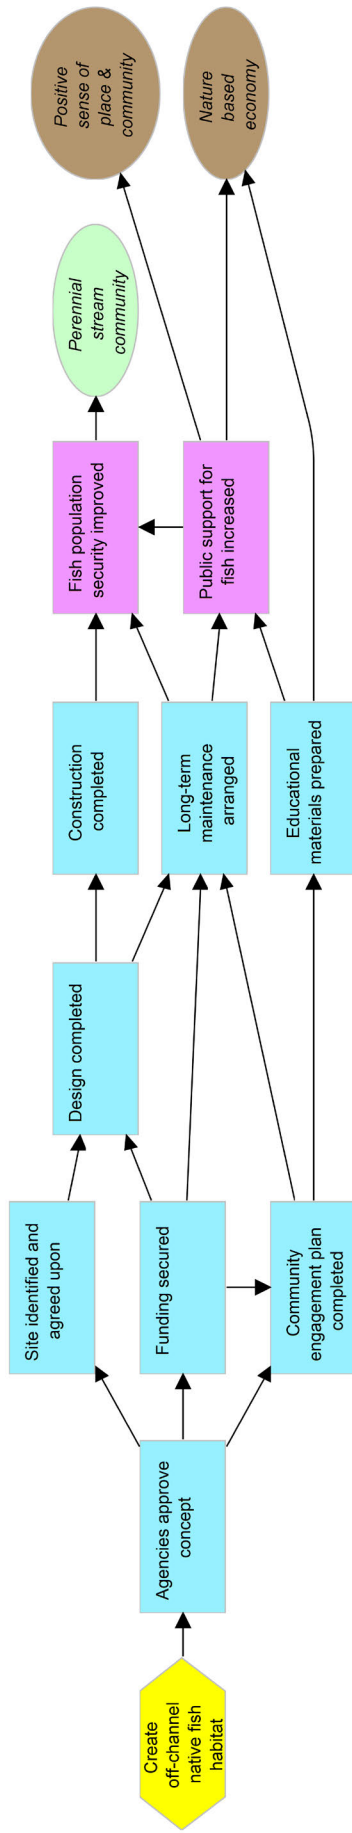 Create
off-channel
native fish
habitat
Agencies approve
concept
Site identified and
agreed upon
Funding secured
Community
engagement plan
completed
Design completed
Construction
completed
Long-term
maintenance
arranged
Educational
materials prepared
Fish population
security improved
Public support for
fish increased
Perennial
stream
community
Positive
sense of
place &
community
Nature
based
economy